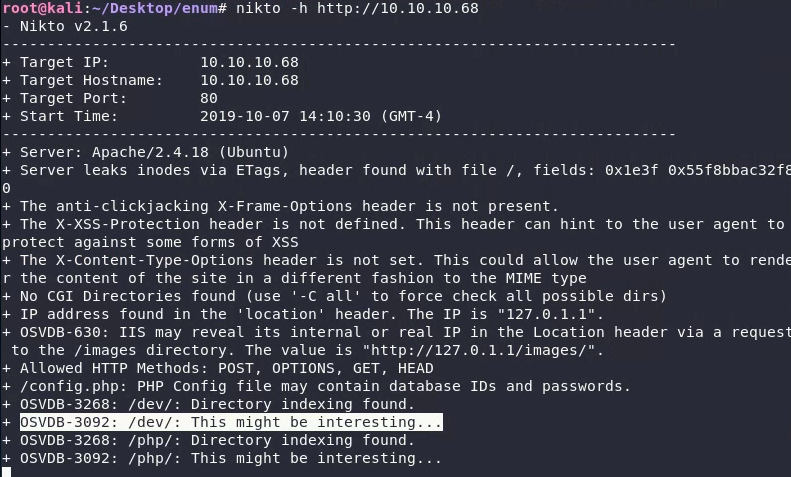 root@kali:~/Desktop/enum# nikto -h http://10.10.10.68
- Nikto v2.1.6
---------------------------------------------------------------------------
+ Target IP:          10.10.10.68
+ Target Hostname:    10.10.10.68
+ Target Port:        80
+ Start Time:         2019-10-07 14:10:30 (GMT-4)
---------------------------------------------------------------------------
+ Server: Apache/2.4.18 (Ubuntu)
+ Server leaks inodes via ETags, header found with file /, fields: 0x1e3f 0x55f8bbac32f8
0
+ The anti-clickjacking X-Frame-Options header is not present.
+ The X-XSS-Protection header is not defined. This header can hint to the user agent to
protect against some forms of XSS
+ The X-Content-Type-Options header is not set. This could allow the user agent to rende
r the content of the site in a different fashion to the MIME type
+ No CGI Directories found (use '-C all' to force check all possible dirs)
+ IP address found in the 'location' header. The IP is "127.0.1.1".
+ OSVDB-630: IIS may reveal its internal or real IP in the Location header via a request
 to the /images directory. The value is "http://127.0.1.1/images/".
+ Allowed HTTP Methods: POST, OPTIONS, GET, HEAD
+ /config.php: PHP Config file may contain database IDs and passwords.
+ OSVDB-3268: /dev/: Directory indexing found.
+ OSVDB-3092: /dev/: This might be interesting...
+ OSVDB-3268: /php/: Directory indexing found.
+ OSVDB-3092: /php/: This might be interesting...